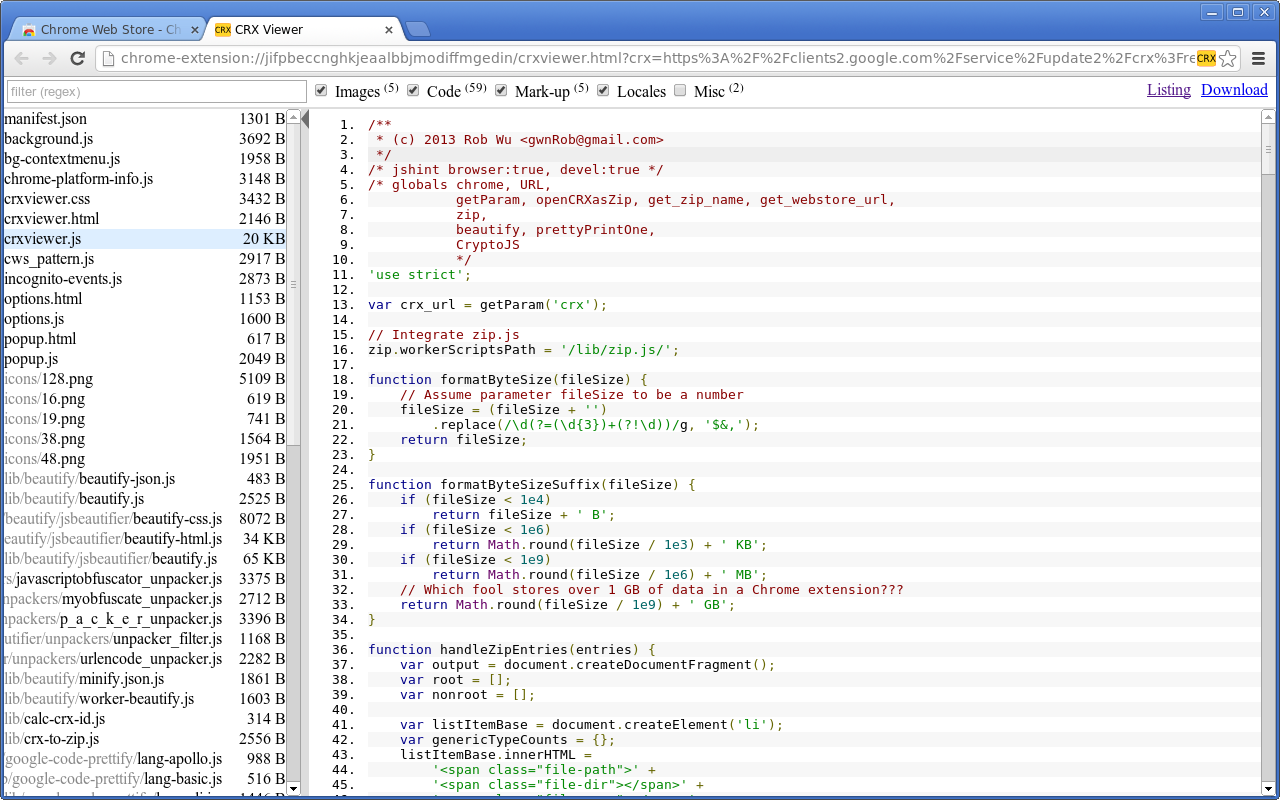 Chrome Web Store - Ch
CRX CRX Viewer
chrome-extension://jifpbeccnghkjeaalbbjmodiffmgedin/crxviewer.html?crx=https%3A%2F%2Fclients2.google.com%2Fservice%2Fupdate2%2Fcrx%3Fre CRX
filter (regex) Images (5) Code (59) Mark-up (5) Locales Misc (2) Listing Download
manifest.json 1301 B
background.js 3692 B
bg-contextmenu.js 1958 B
chrome-platform-info.js 3148 B
crxviewer.css 3432 B
crxviewer.html 2146 B
crxviewer.js 20 KB
cws_pattern.js 2917 B
incognito-events.js 2873 B
options.html 1153 B
options.js 1600 B
popup.html 617 B
popup.js 2049 B
icons/128.png 5109 B
icons/16.png 619 B
icons/19.png 741 B
icons/38.png 1564 B
icons/48.png 1951 B
lib/beautify/beautify-json.js 483 B
lib/beautify/beautify.js 2525 B
/beautify/jsbeautifier/beautify-css.js 8072 B
eautify/jsbeautifier/beautify-html.js 34 KB
lib/beautify/jsbeautifier/beautify.js 65 KB
rs/javascriptobfuscator_unpacker.js 3375 B
npackers/myobfuscate_unpacker.js 2712 B
npackers/p_a_c_k_e_r_unpacker.js 3396 B
utifier/unpackers/unpacker_filter.js 1168 B
r/unpackers/urlencode_unpacker.js 2282 B
lib/beautify/minify.json.js 1861 B
lib/beautify/worker-beautify.js 1603 B
lib/calc-crx-id.js 314 B
lib/crx-to-zip.js 2556 B
/google-code-prettify/lang-apollo.js 988 B
/google-code-prettify/lang-basic.js 516 B
1. /**
2. * (c) 2013 Rob Wu <gwnRob@gmail.com>
3. */
4. /* jshint browser:true, devel:true */
5. /* globals chrome, URL,
6. getParam, openCRXasZip, get_zip_name, get_webstore_url,
7. zip,
8. beautify, prettyPrintOne,
9. CryptoJS
10. */
11. 'use strict';
12.
13. var crx_url = getParam('crx');
14.
15. // Integrate zip.js
16. zip.workerScriptsPath = '/lib/zip.js/';
17.
18. function formatByteSize(fileSize) {
19. // Assume parameter fileSize to be a number
20. fileSize = (fileSize + '')
21. .replace(/\d(?=(\d{3})+(?!\d))/g, '$&,');
22. return fileSize;
23. }
24.
25. function formatByteSizeSuffix(fileSize) {
26. if (fileSize < 1e4)
27. return fileSize + ' B';
28. if (fileSize < 1e6)
29. return Math.round(fileSize / 1e3) + ' KB';
30. if (fileSize < 1e9)
31. return Math.round(fileSize / 1e6) + ' MB';
32. // Which fool stores over 1 GB of data in a Chrome extension???
33. return Math.round(fileSize / 1e9) + ' GB';
34. }
35.
36. function handleZipEntries(entries) {
37. var output = document.createDocumentFragment();
38. var root = [];
39. var nonroot = [];
40.
41. var listItemBase = document.createElement('li');
42. var genericTypeCounts = {};
43. listItemBase.innerHTML =
44. '<span class="file-path">' +
45. '<span class="file-dir"></span>' +